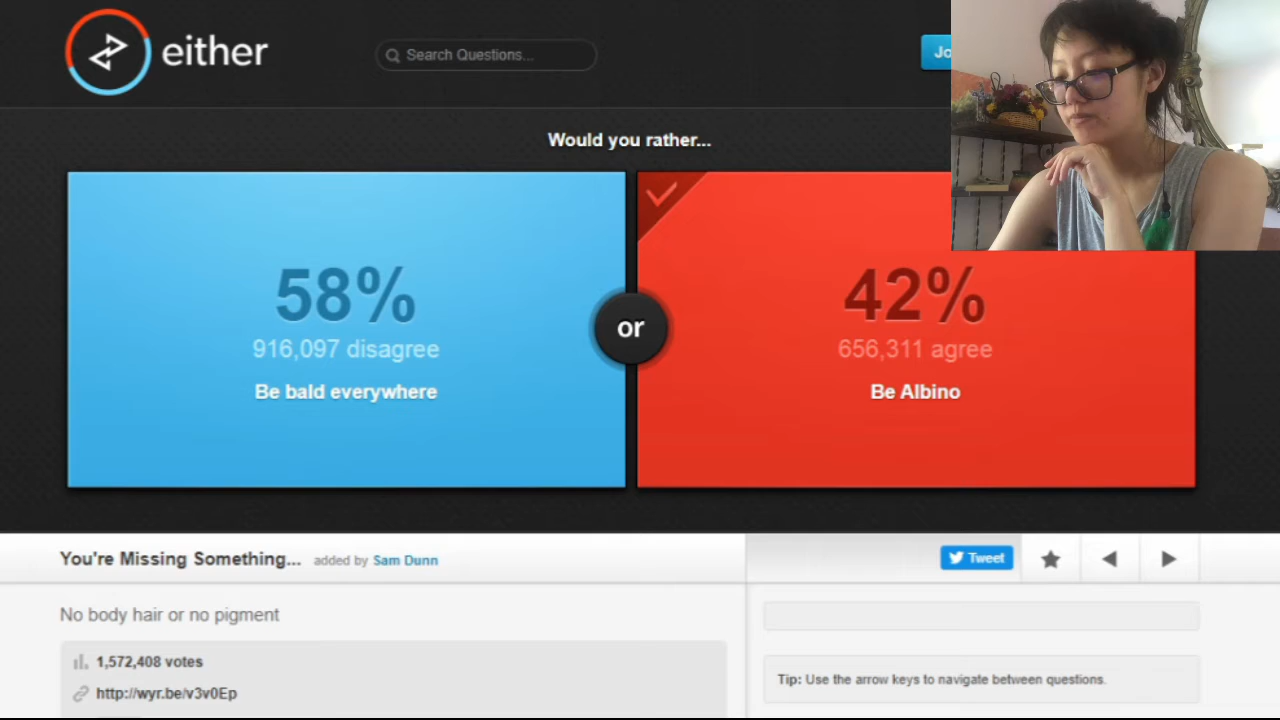 either
Search Questions...
Jo
Would you rather...
58%
916,097 disagree
Be bald everywhere
or
42%
656,311 agree
Be Albino
You're Missing Something... added by Sam Dunn
Tweet
No body hair or no pigment
1,572,408 votes
http://wyr.be/v3v0Ep
Tip: Use the arrow keys to navigate between questions.